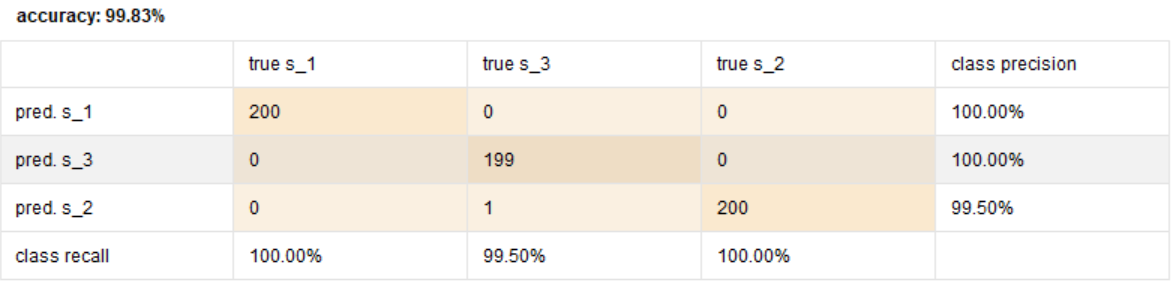 accuracy: 99.83%
true s_1 true s_3 true s_2 class precision
pred. s_1 200 0 0 100.00%
pred. s_3 0 199 0 100.00%
pred. s_2 0 1 200 99.50%
class recall 100.00% 99.50% 100.00%